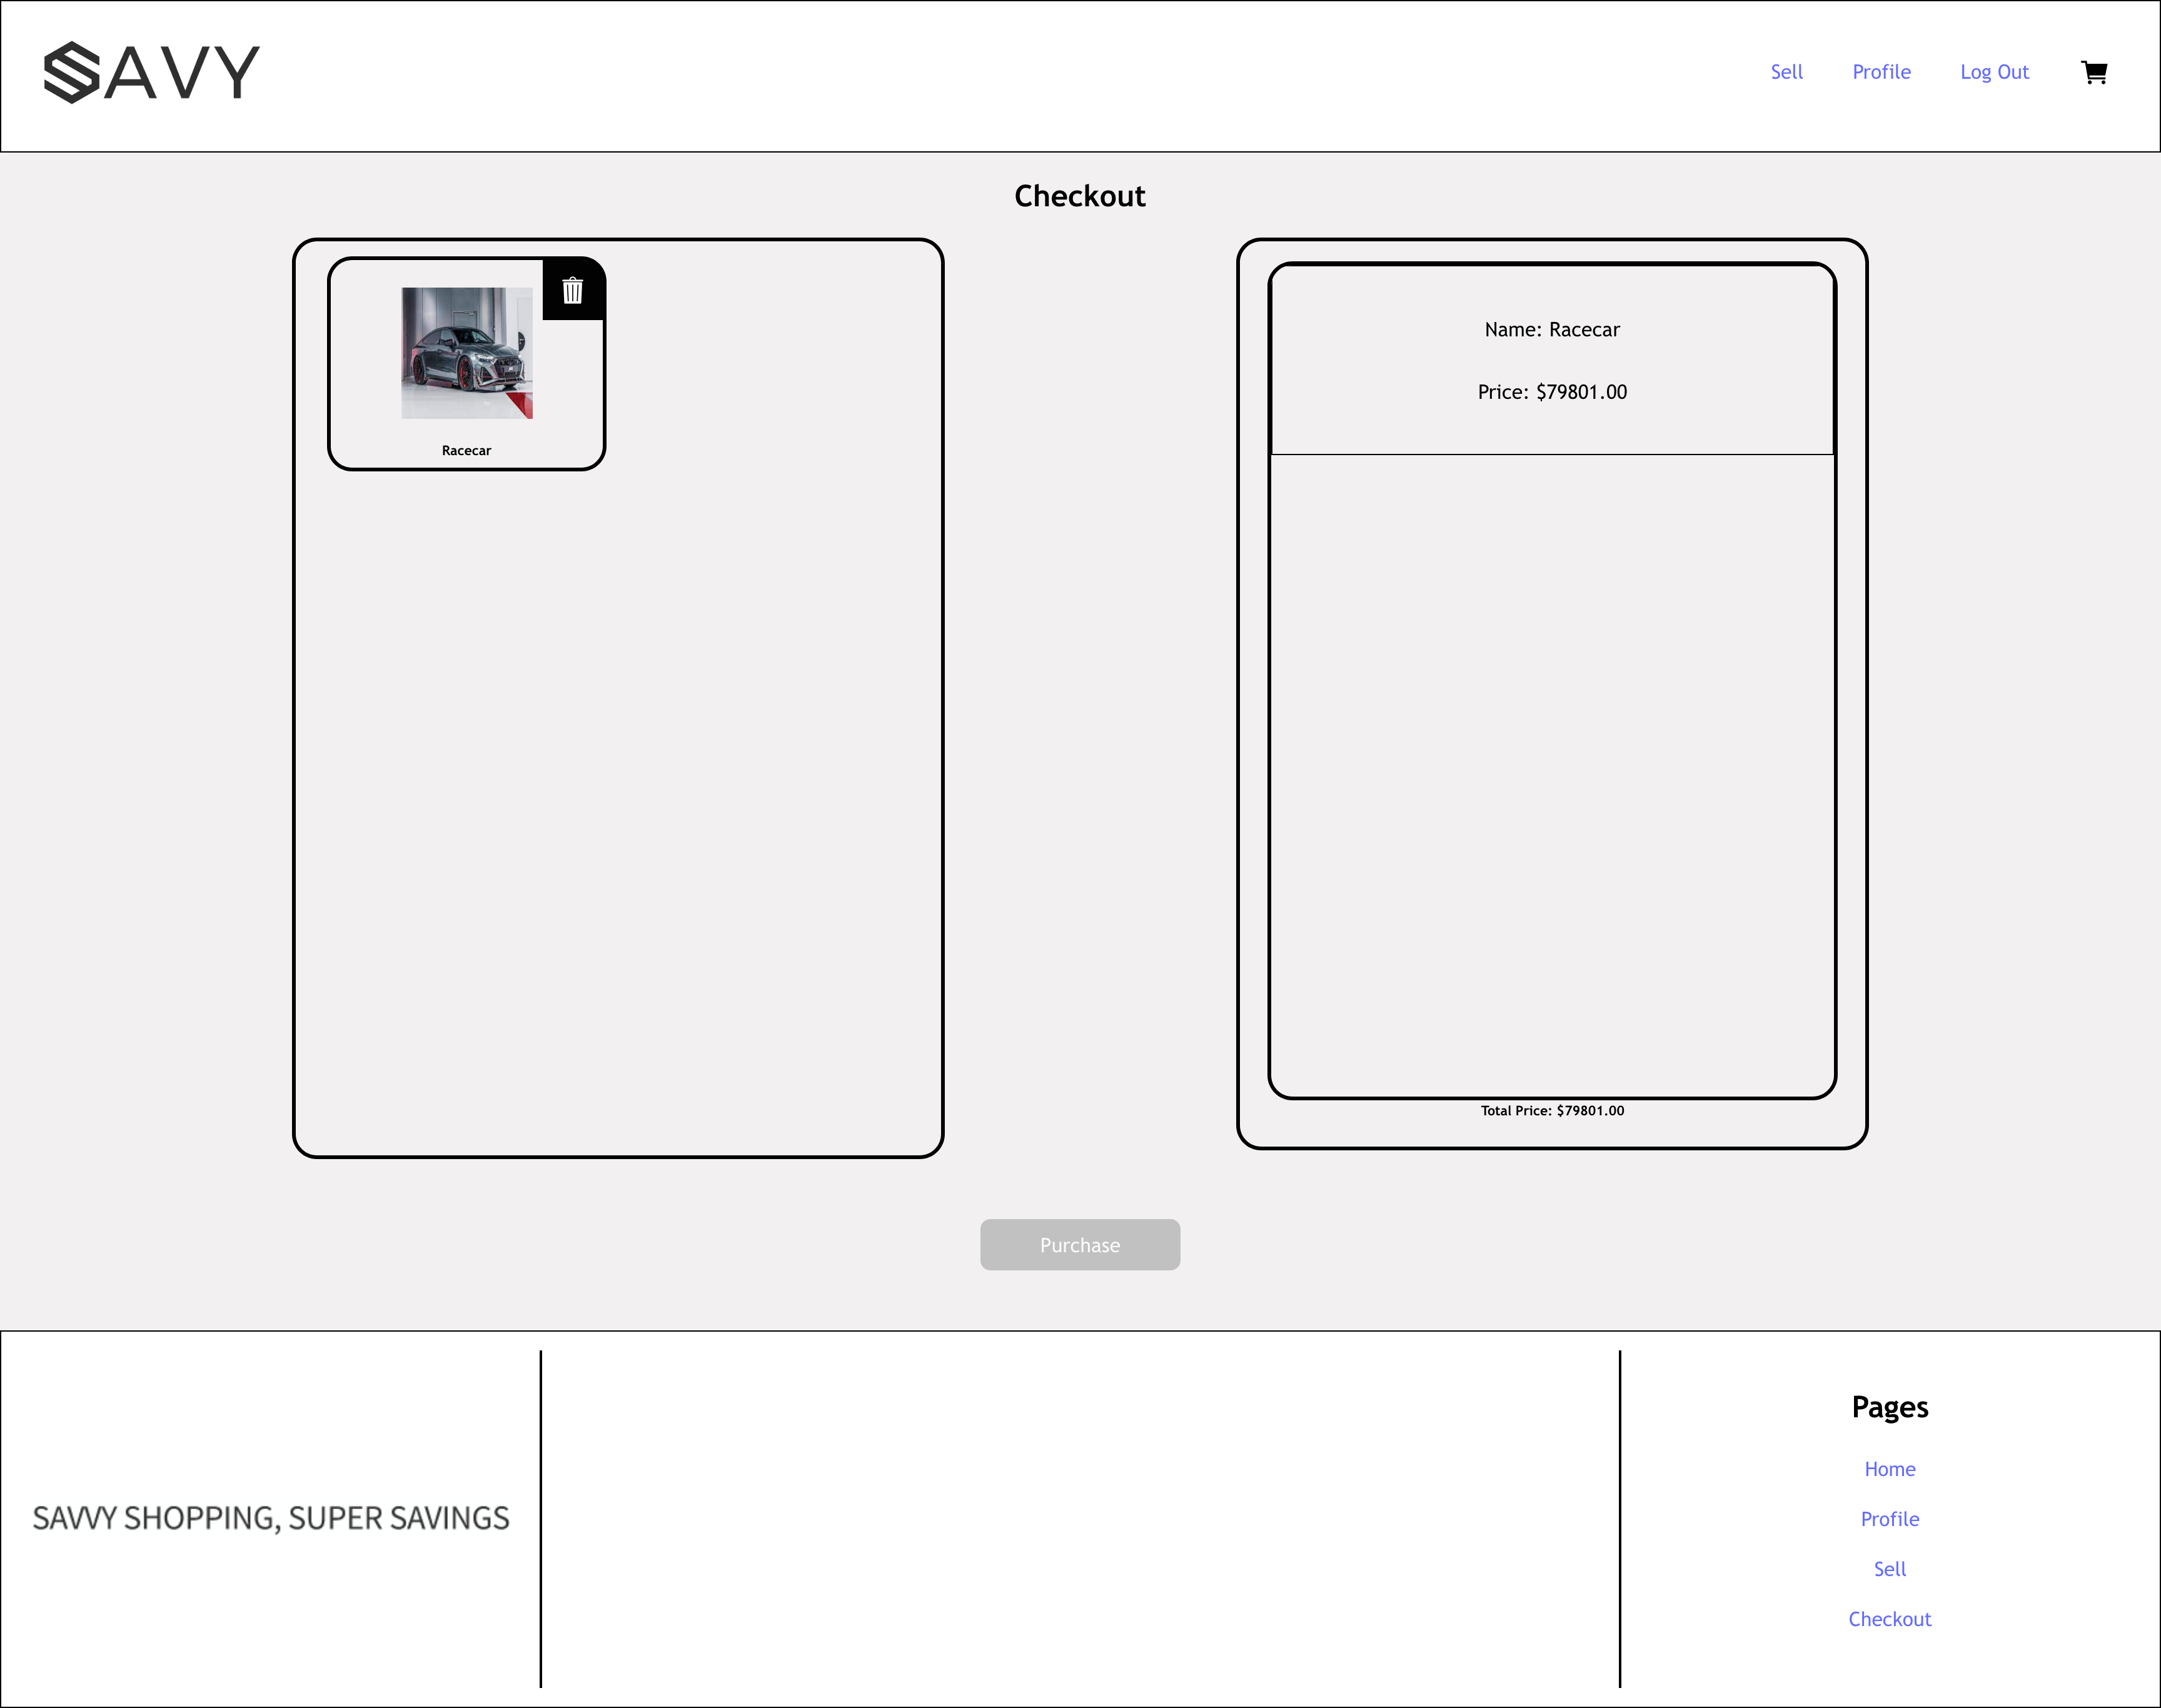 SAVY
Sell
Profile
Log Out
Checkout
Racecar
Name: Racecar
Price: $79801.00
Total Price: $79801.00
Purchase
SAVVY SHOPPING, SUPER SAVINGS
Pages
Home
Profile
Sell
Checkout